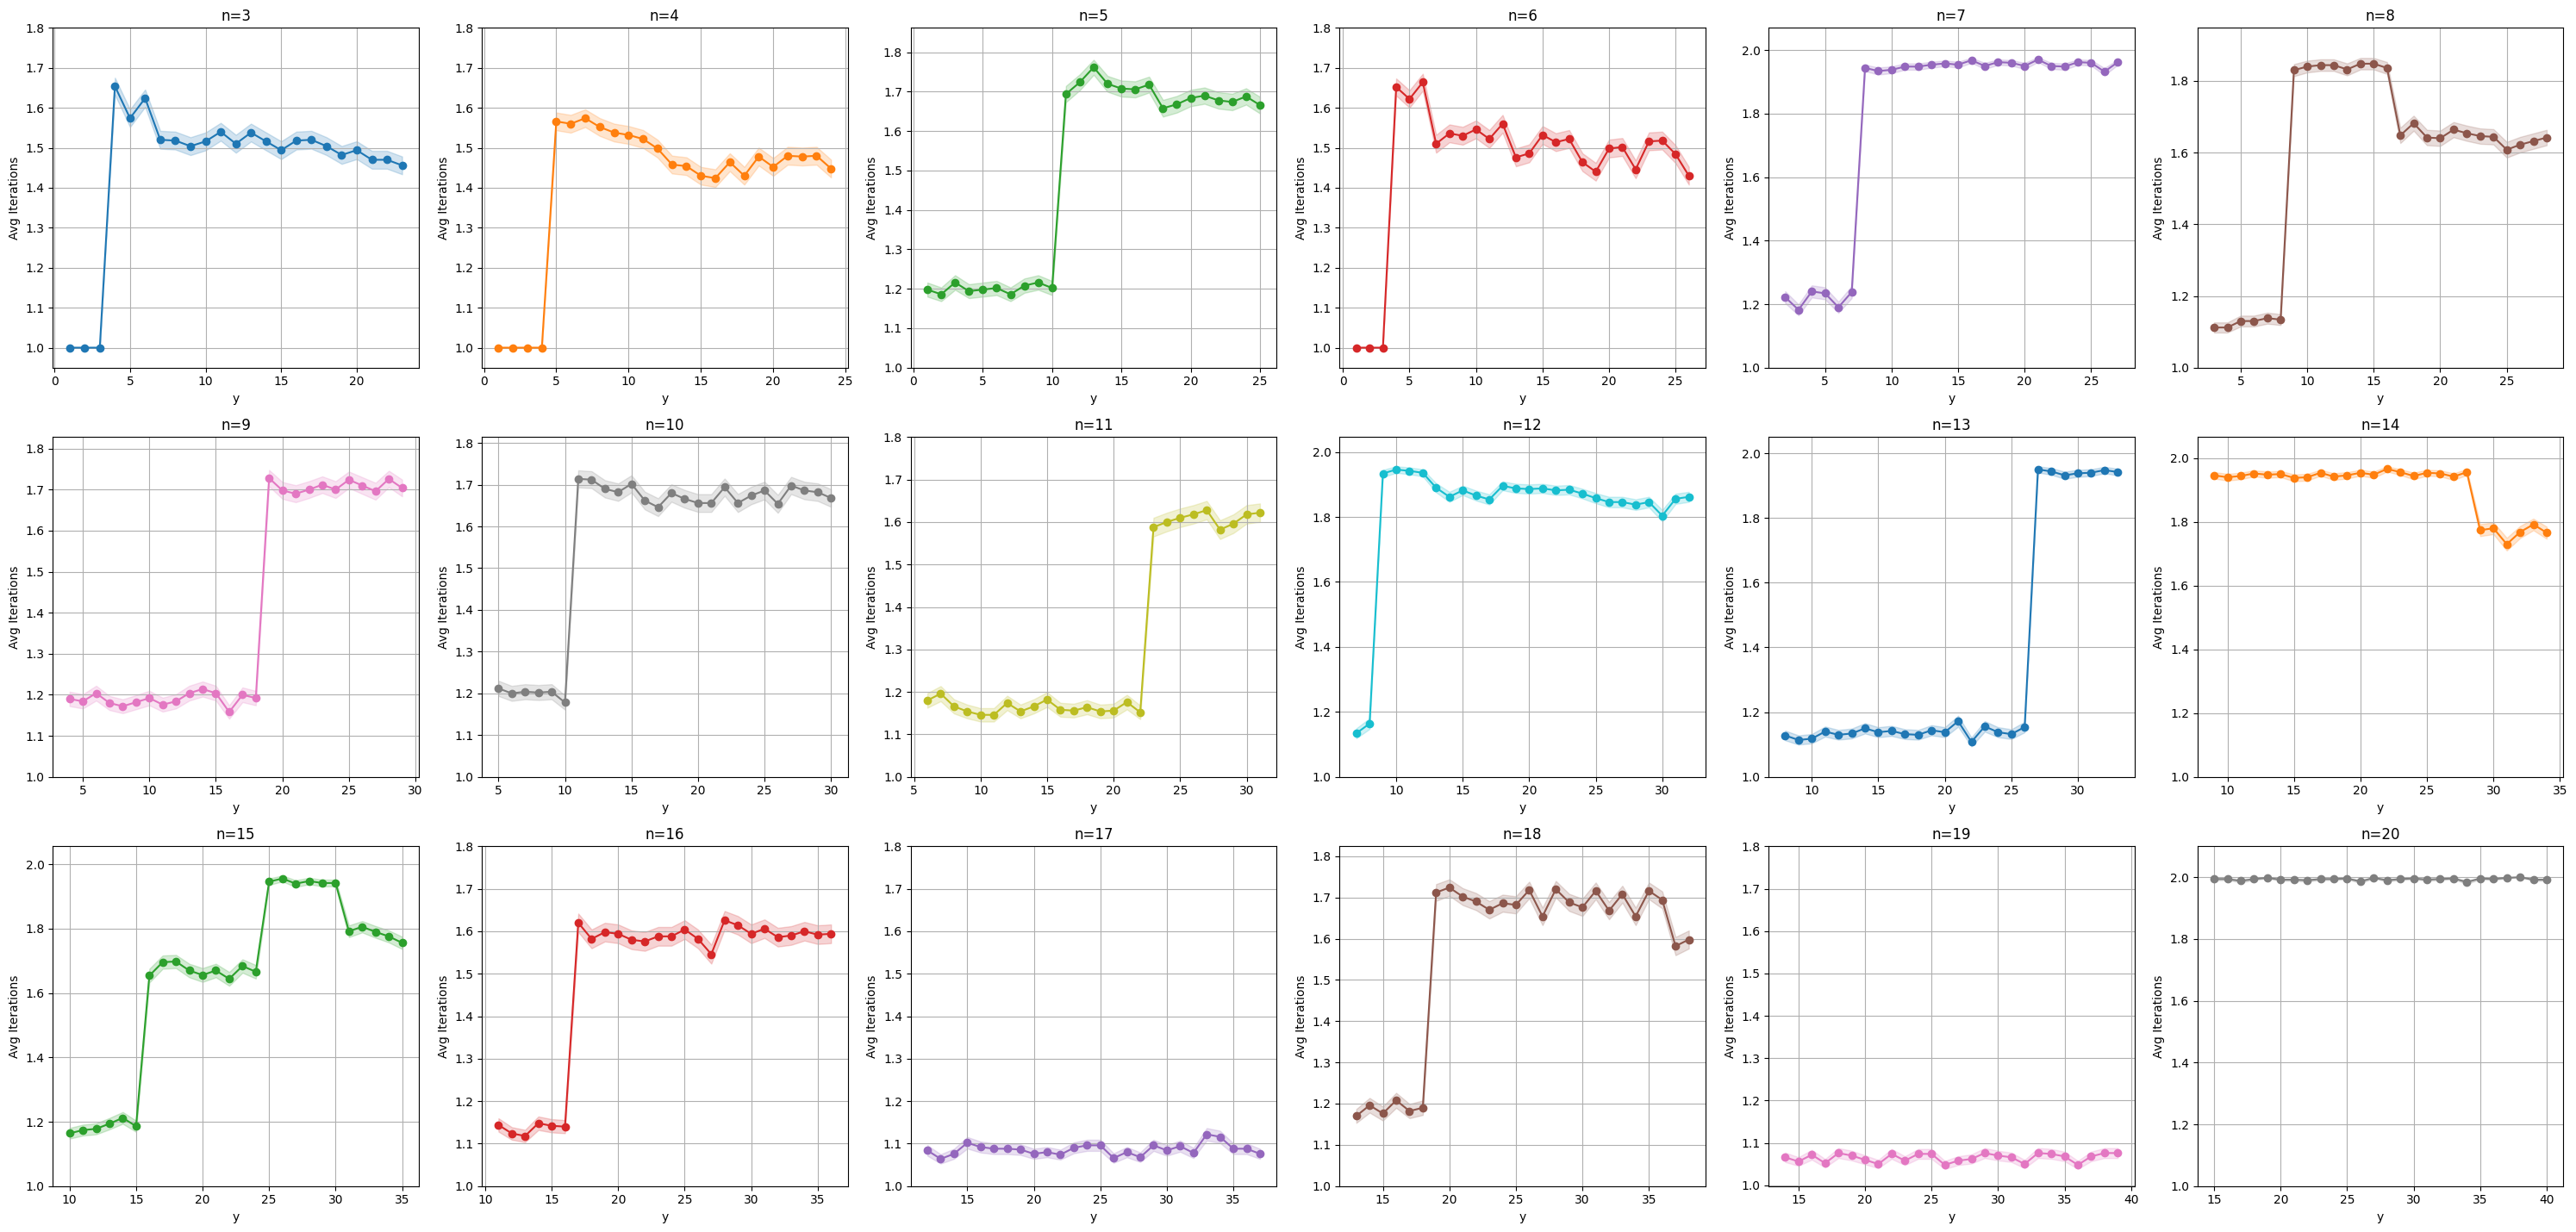 n=3
1.8
1.7
1.6
1.5
1.4
1.3
1.2
1.1
1.0
Avg Iterations
0 5 10 15 20
y
n=4
1.8
1.7
1.6
1.5
1.4
1.3
1.2
1.1
1.0
Avg Iterations
0 5 10 15 20 25
y
n=5
1.8
1.7
1.6
1.5
1.4
1.3
1.2
1.1
1.0
Avg Iterations
0 5 10 15 20 25
y
n=6
1.8
1.7
1.6
1.5
1.4
1.3
1.2
1.1
1.0
Avg Iterations
0 5 10 15 20 25
y
n=7
2.0
1.8
1.6
1.4
1.2
1.0
Avg Iterations
5 10 15 20 25
y
n=8
1.8
1.6
1.4
1.2
1.0
Avg Iterations
5 10 15 20 25
y
n=9
1.8
1.7
1.6
1.5
1.4
1.3
1.2
1.1
1.0
Avg Iterations
5 10 15 20 25 30
y
n=10
1.8
1.7
1.6
1.5
1.4
1.3
1.2
1.1
1.0
Avg Iterations
5 10 15 20 25 30
y
n=11
1.8
1.7
1.6
1.5
1.4
1.3
1.2
1.1
1.0
Avg Iterations
5 10 15 20 25 30
y
n=12
2.0
1.8
1.6
1.4
1.2
1.0
Avg Iterations
10 15 20 25 30
y
n=13
2.0
1.8
1.6
1.4
1.2
1.0
Avg Iterations
10 15 20 25 30
y
n=14
2.0
1.8
1.6
1.4
1.2
1.0
Avg Iterations
10 15 20 25 30 35
y
n=15
2.0
1.8
1.6
1.4
1.2
1.0
Avg Iterations
10 15 20 25 30 35
y
n=16
1.8
1.7
1.6
1.5
1.4
1.3
1.2
1.1
1.0
Avg Iterations
10 15 20 25 30 35
y
n=17
1.8
1.7
1.6
1.5
1.4
1.3
1.2
1.1
1.0
Avg Iterations
15 20 25 30 35
y
n=18
1.8
1.7
1.6
1.5
1.4
1.3
1.2
1.1
1.0
Avg Iterations
15 20 25 30 35
y
n=19
1.8
1.7
1.6
1.5
1.4
1.3
1.2
1.1
1.0
Avg Iterations
15 20 25 30 35 40
y
n=20
2.0
1.8
1.6
1.4
1.2
1.0
Avg Iterations
15 20 25 30 35 40
y